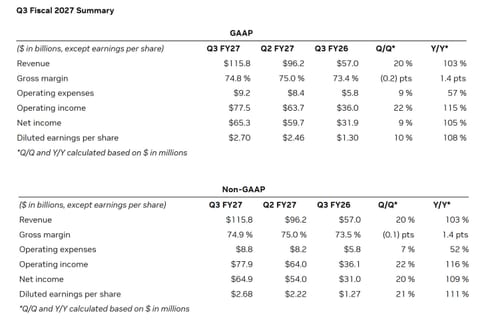 Q3 Fiscal 2027 Summary
GAAP
($ in billions, except earnings per share) Q3 FY27 Q2 FY27 Q3 FY26 Q/Q* Y/Y*
Revenue $115.8 $96.2 $57.0 20 % 103 %
Gross margin 74.8 % 75.0 % 73.4 % (0.2) pts 1.4 pts
Operating expenses $9.2 $8.4 $5.8 9 % 57 %
Operating income $77.5 $63.7 $36.0 22 % 115 %
Net income $65.3 $59.7 $31.9 9 % 105 %
Diluted earnings per share $2.70 $2.46 $1.30 10 % 108 %
*Q/Q and Y/Y calculated based on $ in millions
Non-GAAP
($ in billions, except earnings per share) Q3 FY27 Q2 FY27 Q3 FY26 Q/Q* Y/Y*
Revenue $115.8 $96.2 $57.0 20 % 103 %
Gross margin 74.9 % 75.0 % 73.5 % (0.1) pts 1.4 pts
Operating expenses $8.8 $8.2 $5.8 7 % 52 %
Operating income $77.9 $64.0 $36.1 22 % 116 %
Net income $64.9 $54.0 $31.0 20 % 109 %
Diluted earnings per share $2.68 $2.22 $1.27 21 % 111 %
*Q/Q and Y/Y calculated based on $ in millions